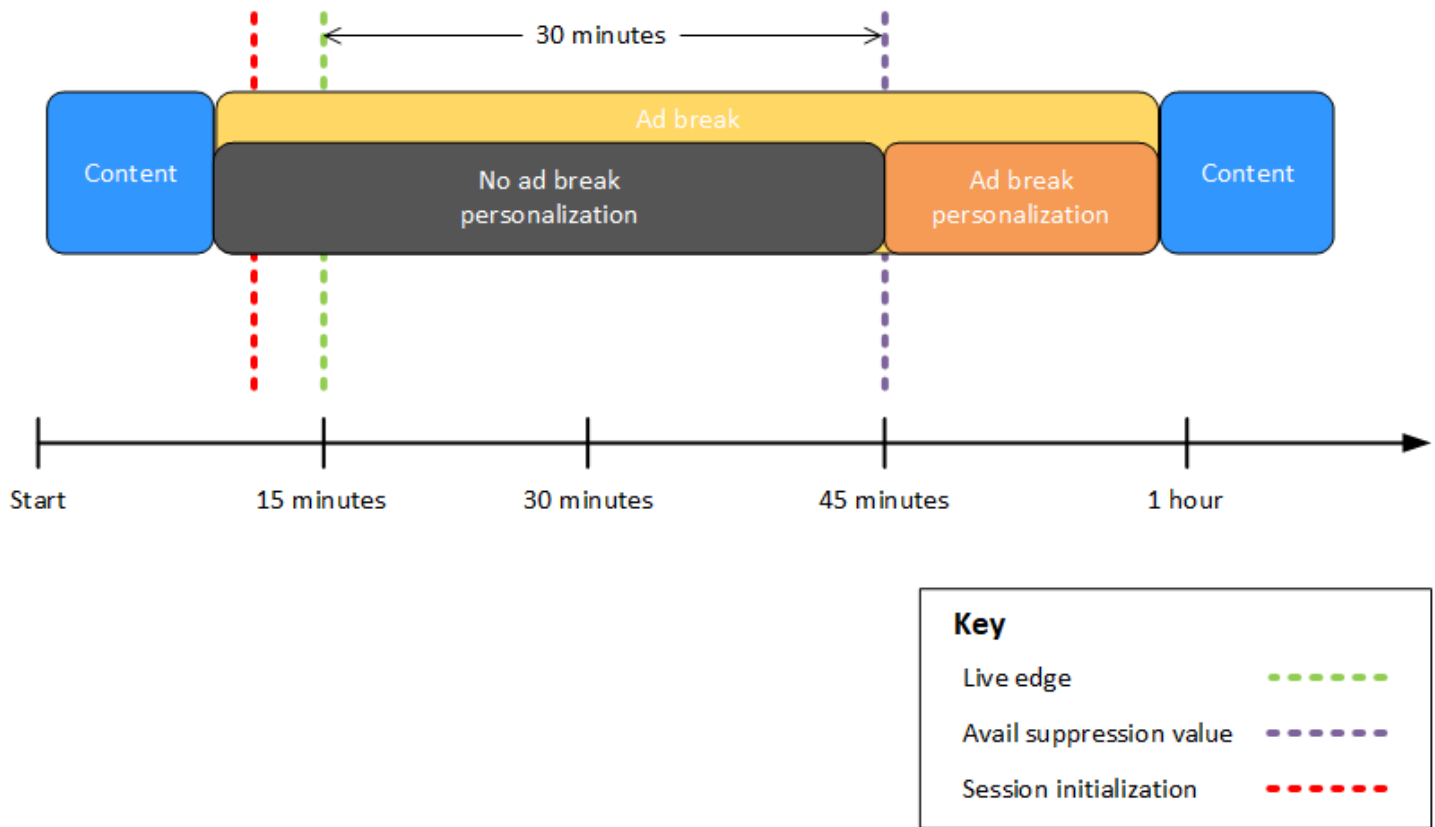 30 minutes
Ad break
Content
No ad break
personalization
Ad break
personalization
Content
Start
15 minutes
30 minutes
45 minutes
1 hour
Key
Live edge
Avail suppression value
Session initialization